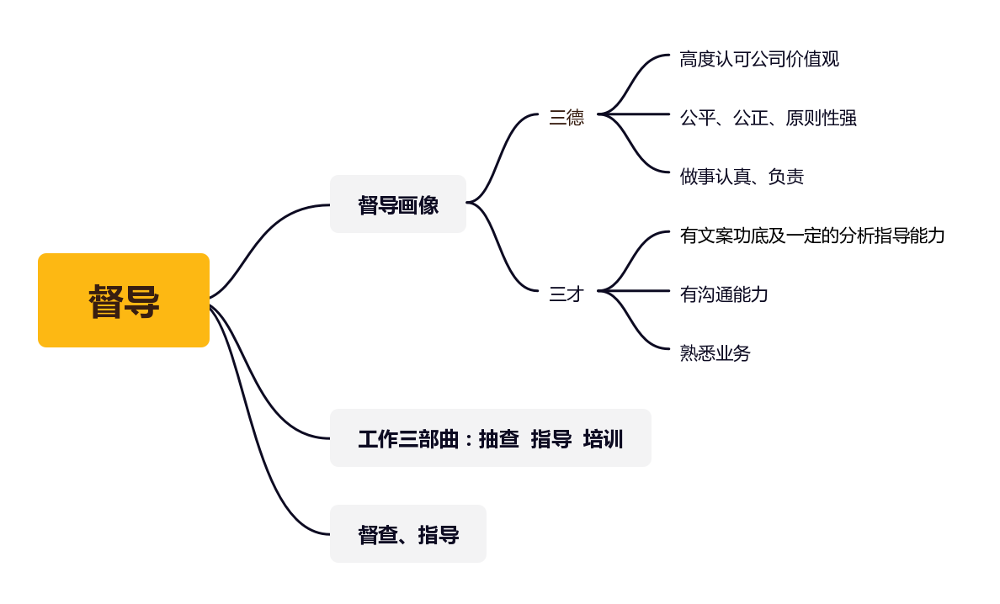 督导
督导画像
三德
高度认可公司价值观
公平、公正、原则性强
做事认真、负责
三才
有文案功底及一定的分析指导能力
有沟通能力
熟悉业务
工作三部曲：抽查 指导 培训
督查、指导